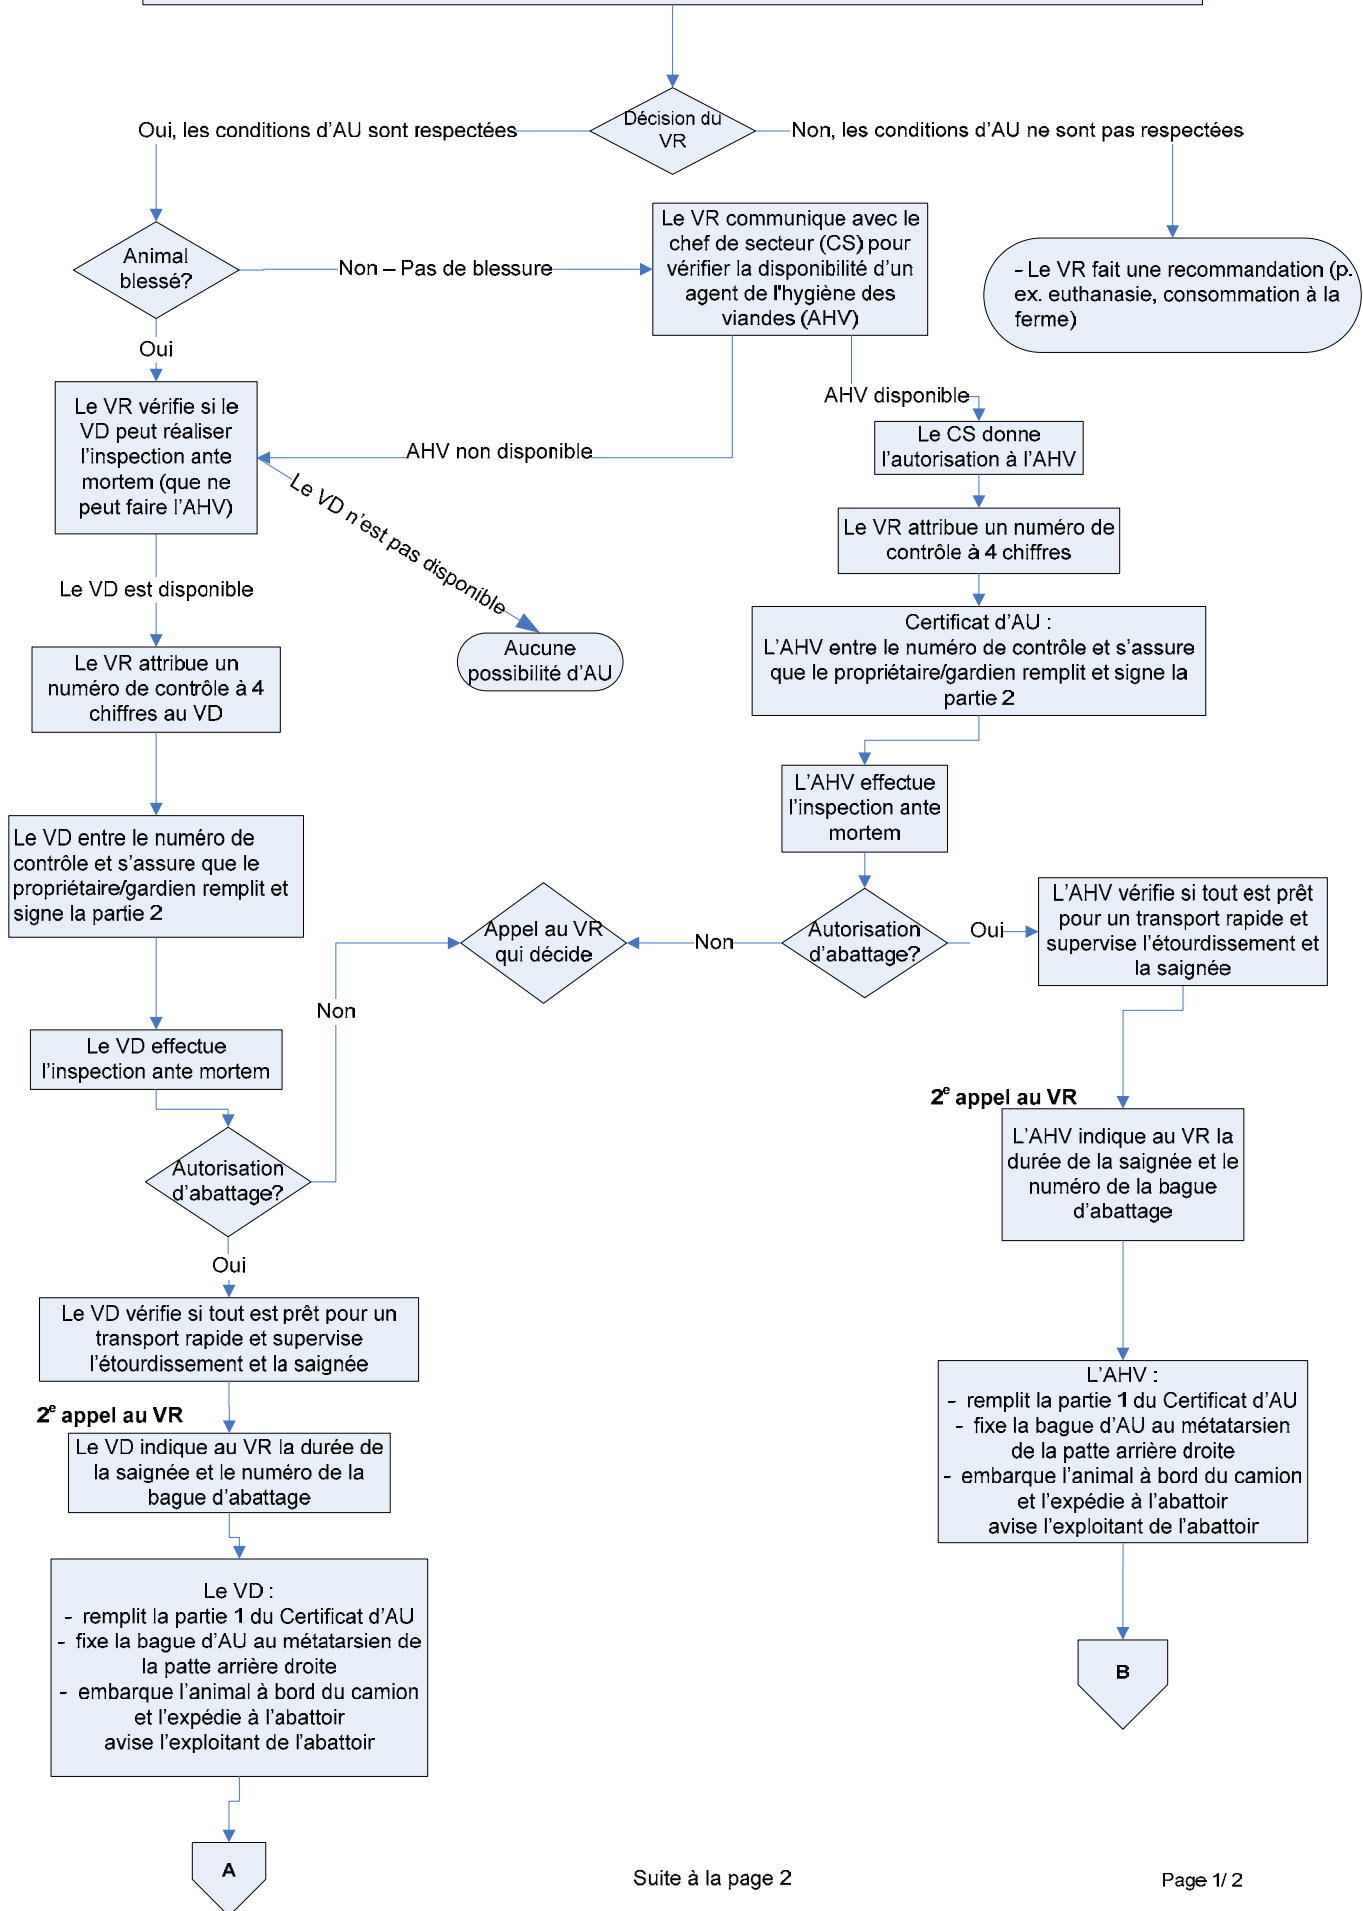 Décision du
VR
Oui, les conditions d'AU sont respectées
Non, les conditions d'AU ne sont pas respectées
Animal
blessé?
Non – Pas de blessure
Le VR communique avec le
chef de secteur (CS) pour
vérifier la disponibilité d'un
agent de l'hygiène des
viandes (AHV)
- Le VR fait une recommandation (p.
ex. euthanasie, consommation à la
ferme)
Oui
Le VR vérifie si le
VD peut réaliser
l'inspection ante
mortem (que ne
peut faire l'AHV)
AHV non disponible
AHV disponible
Le CS donne
l'autorisation à l'AHV
Le VD n'est pas disponible
Aucune
possibilité d'AU
Le VR attribue un numéro de
contrôle à 4 chiffres
Le VD est disponible
Le VR attribue un
numéro de contrôle à 4
chiffres au VD
Certificat d'AU :
L'AHV entre le numéro de contrôle et s'assure
que le propriétaire/gardien remplit et signe la
partie 2
L'AHV effectue
l'inspection ante
mortem
Le VD entre le numéro de
contrôle et s'assure que le
propriétaire/gardien remplit et
signe la partie 2
Appel au VR
qui décide
Non
Autorisation
d'abattage?
Oui
L'AHV vérifie si tout est prêt
pour un transport rapide et
supervise l'étourdissement et
la saignée
Non
Le VD effectue
l'inspection ante mortem
2e appel au VR
L'AHV indique au VR la
durée de la saignée et le
numéro de la bague
d'abattage
Autorisation
d'abattage?
Oui
Le VD vérifie si tout est prêt pour un
transport rapide et supervise
l'étourdissement et la saignée
2e appel au VR
Le VD indique au VR la durée de
la saignée et le numéro de la
bague d'abattage
L'AHV :
- remplit la partie 1 du Certificat d'AU
- fixe la bague d'AU au métatarsien
de la patte arrière droite
- embarque l'animal à bord du camion
et l'expédie à l'abattoir
avise l'exploitant de l'abattoir
Le VD :
- remplit la partie 1 du Certificat d'AU
- fixe la bague d'AU au métatarsien de
la patte arrière droite
- embarque l'animal à bord du camion
et l'expédie à l'abattoir
avise l'exploitant de l'abattoir
B
A
Suite à la page 2
Page 1/ 2